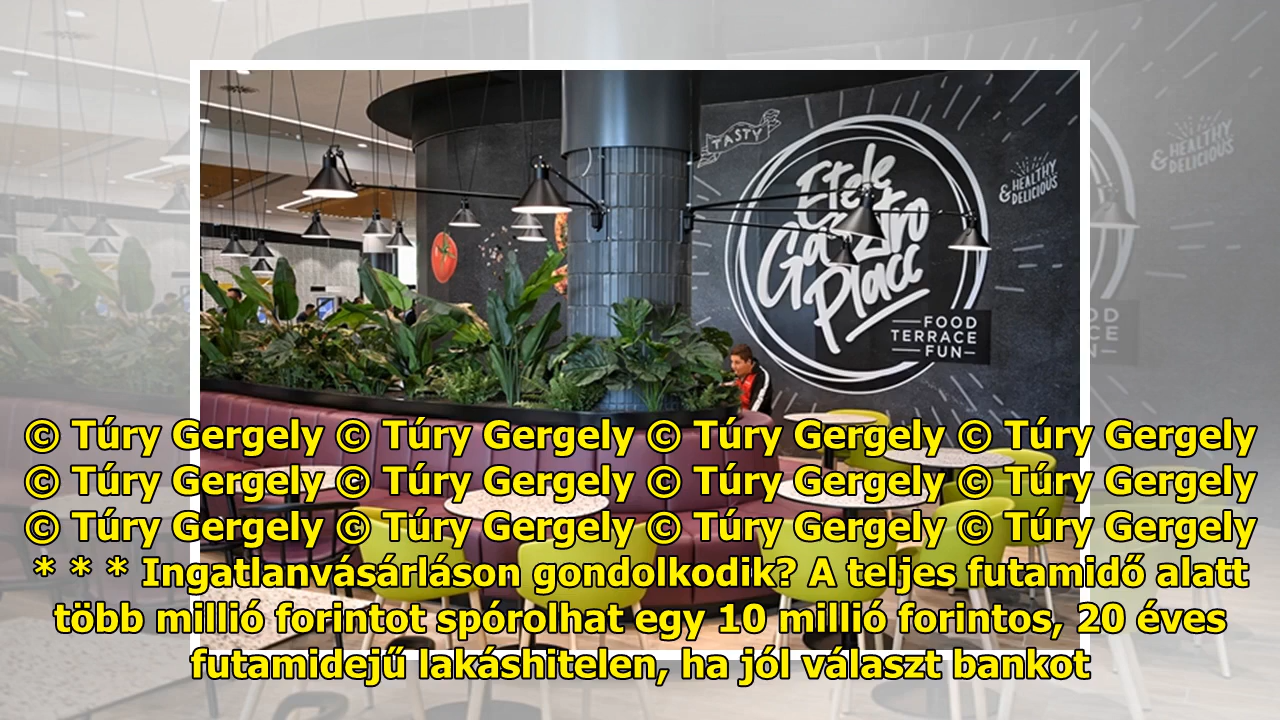 TASTY
& HEALTHY
DELICIOUS
& HEALTHY
DELICIOUS
Etele
Gasztro
Placc
FOOD
TERRACE
FUN
© Túry Gergely © Túry Gergely © Túry Gergely © Túry Gergely
© Túry Gergely © Túry Gergely © Túry Gergely © Túry Gergely
© Túry Gergely © Túry Gergely © Túry Gergely © Túry Gergely
* * * Ingatlanvásárláson gondolkodik? A teljes futamidő alatt
több millió forintot spórolhat egy 10 millió forintos, 20 éves
futamidejű lakáshitelen, ha jól választ bankot